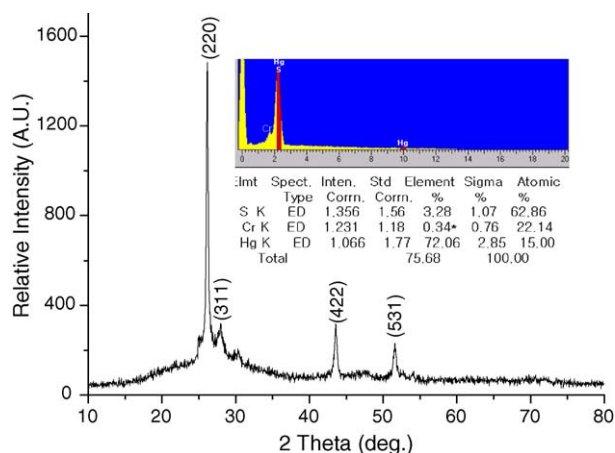 1600
1200
800
400
0
Relative Intensity (A.U.)
(220)
(311)
(422)
(531)
Hg
S
Cr
Hg
0 2 4 6 8 10 12 14 16 18 20
Elmt Spect. Inten. Std Element Sigma Atomic
Type Corrn. Corrn. % % %
S K ED 1.356 1.56 3.28 1.07 62.86
Cr K ED 1.231 1.18 0.34* 0.76 22.14
Hg K ED 1.066 1.77 72.06 2.85 15.00
Total 75.68 100.00
10 20 30 40 50 60 70 80
2 Theta (deg.)